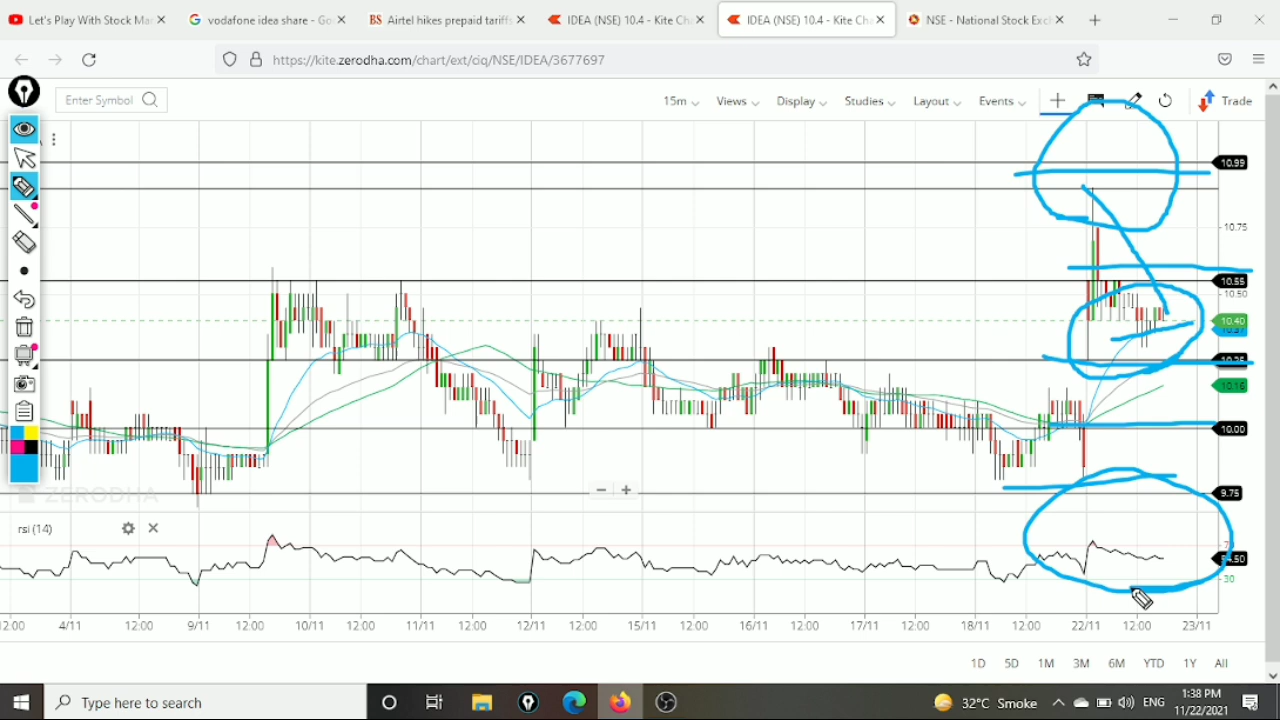 Let's Play With Stock Ma
vodafone idea share - Go
Airtel hikes prepaid tariffs
IDEA (NSE) 10.4 - Kite Cha
IDEA (NSE) 10.4 - Kite Cha
NSE - National Stock Exch
https://kite.zerodha.com/chart/ext/ciq/NSE/IDEA/3677697
Enter Symbol
15m
Views
Display
Studies
Layout
Events
Trade
10.99
10.75
10.55
10.50
10.40
10.25
10.16
10.00
9.75
ZERODHA
rsi (14)
30
12:00 4/11 12:00 9/11 12:00 10/11 12:00 11/11 12:00 12/11 12:00 15/11 12:00 16/11 12:00 17/11 12:00 18/11 12:00 22/11 12:00 23/11
1D 5D 1M 3M 6M YTD 1Y All
Type here to search
32°C Smoke
ENG
1:38 PM
11/22/2021